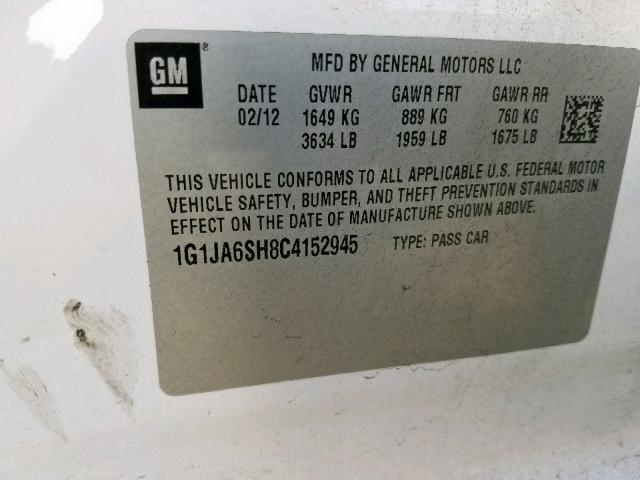 GM ®
MFD BY GENERAL MOTORS LLC
DATE GVWR GAWR FRT GAWR RR
02/12 1649 KG 889 KG 760 KG
3634 LB 1959 LB 1675 LB
THIS VEHICLE CONFORMS TO ALL APPLICABLE U.S. FEDERAL MOTOR
VEHICLE SAFETY, BUMPER, AND THEFT PREVENTION STANDARDS IN
EFFECT ON THE DATE OF MANUFACTURE SHOWN ABOVE.
1G1JA6SH8C4152945 TYPE: PASS CAR